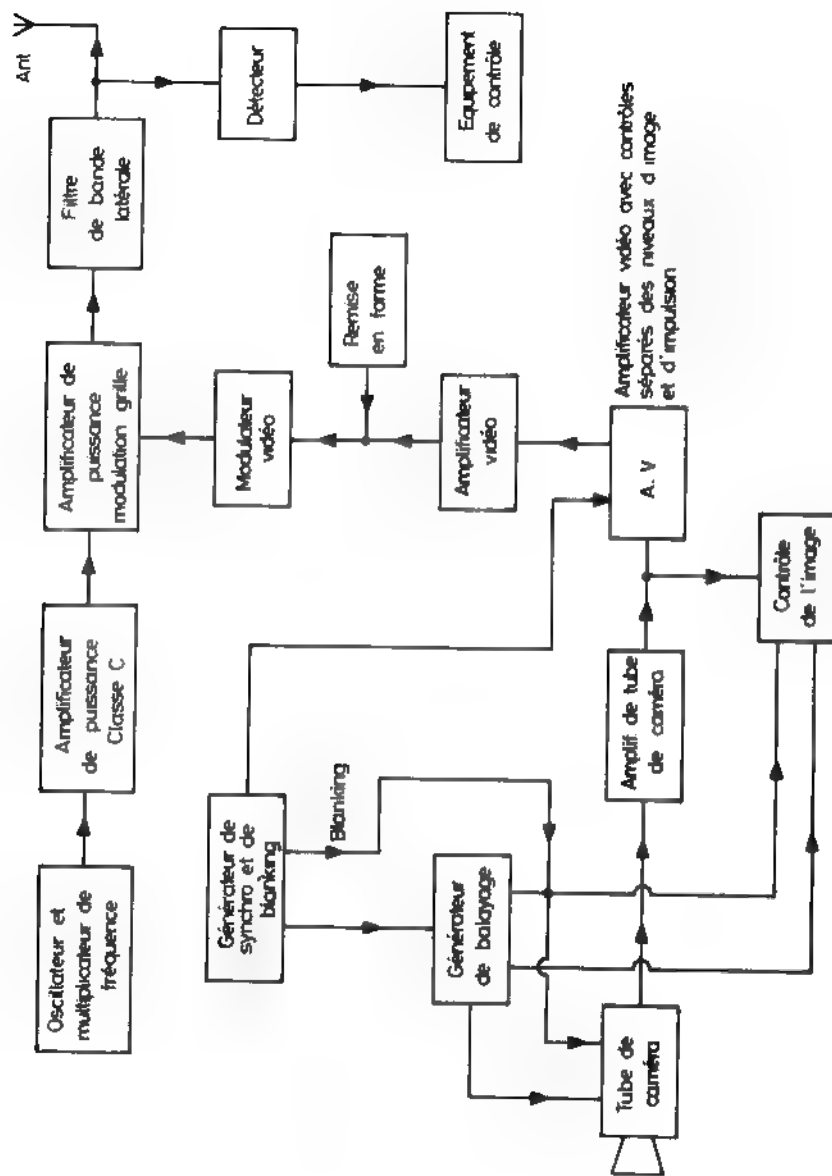 Oscillateur et
multiplicateur de
fréquence
Amplificateur
de puissance
Classe C
Amplificateur de
puissance
modulation grille
Filtre
de bande
latérale
Ant
Générateur de
synchro et de
blanking
Blanking
Modulateur
vidéo
Remise
en forme
Détecteur
Générateur
de balayage
Amplificateur
vidéo
Equipement
de contrôle
Tube de
caméra
Amplif de tube
de caméra
A.V
Amplificateur vidéo avec contrôles
séparés des niveaux d image
et d'impulsion
Contrôle
de l'image